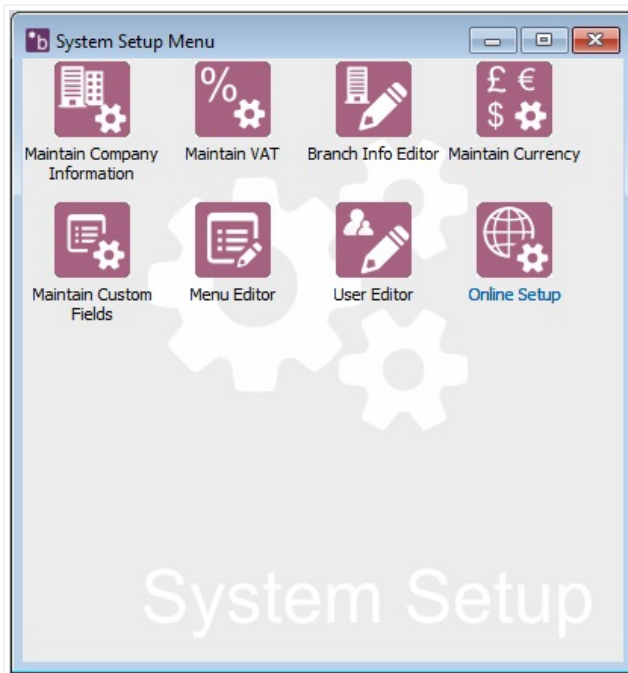 *b System Setup Menu
%
£ €
$
Maintain Company
Information
Maintain VAT
Branch Info Editor
Maintain Currency
Maintain Custom
Fields
Menu Editor
User Editor
Online Setup
System Setup